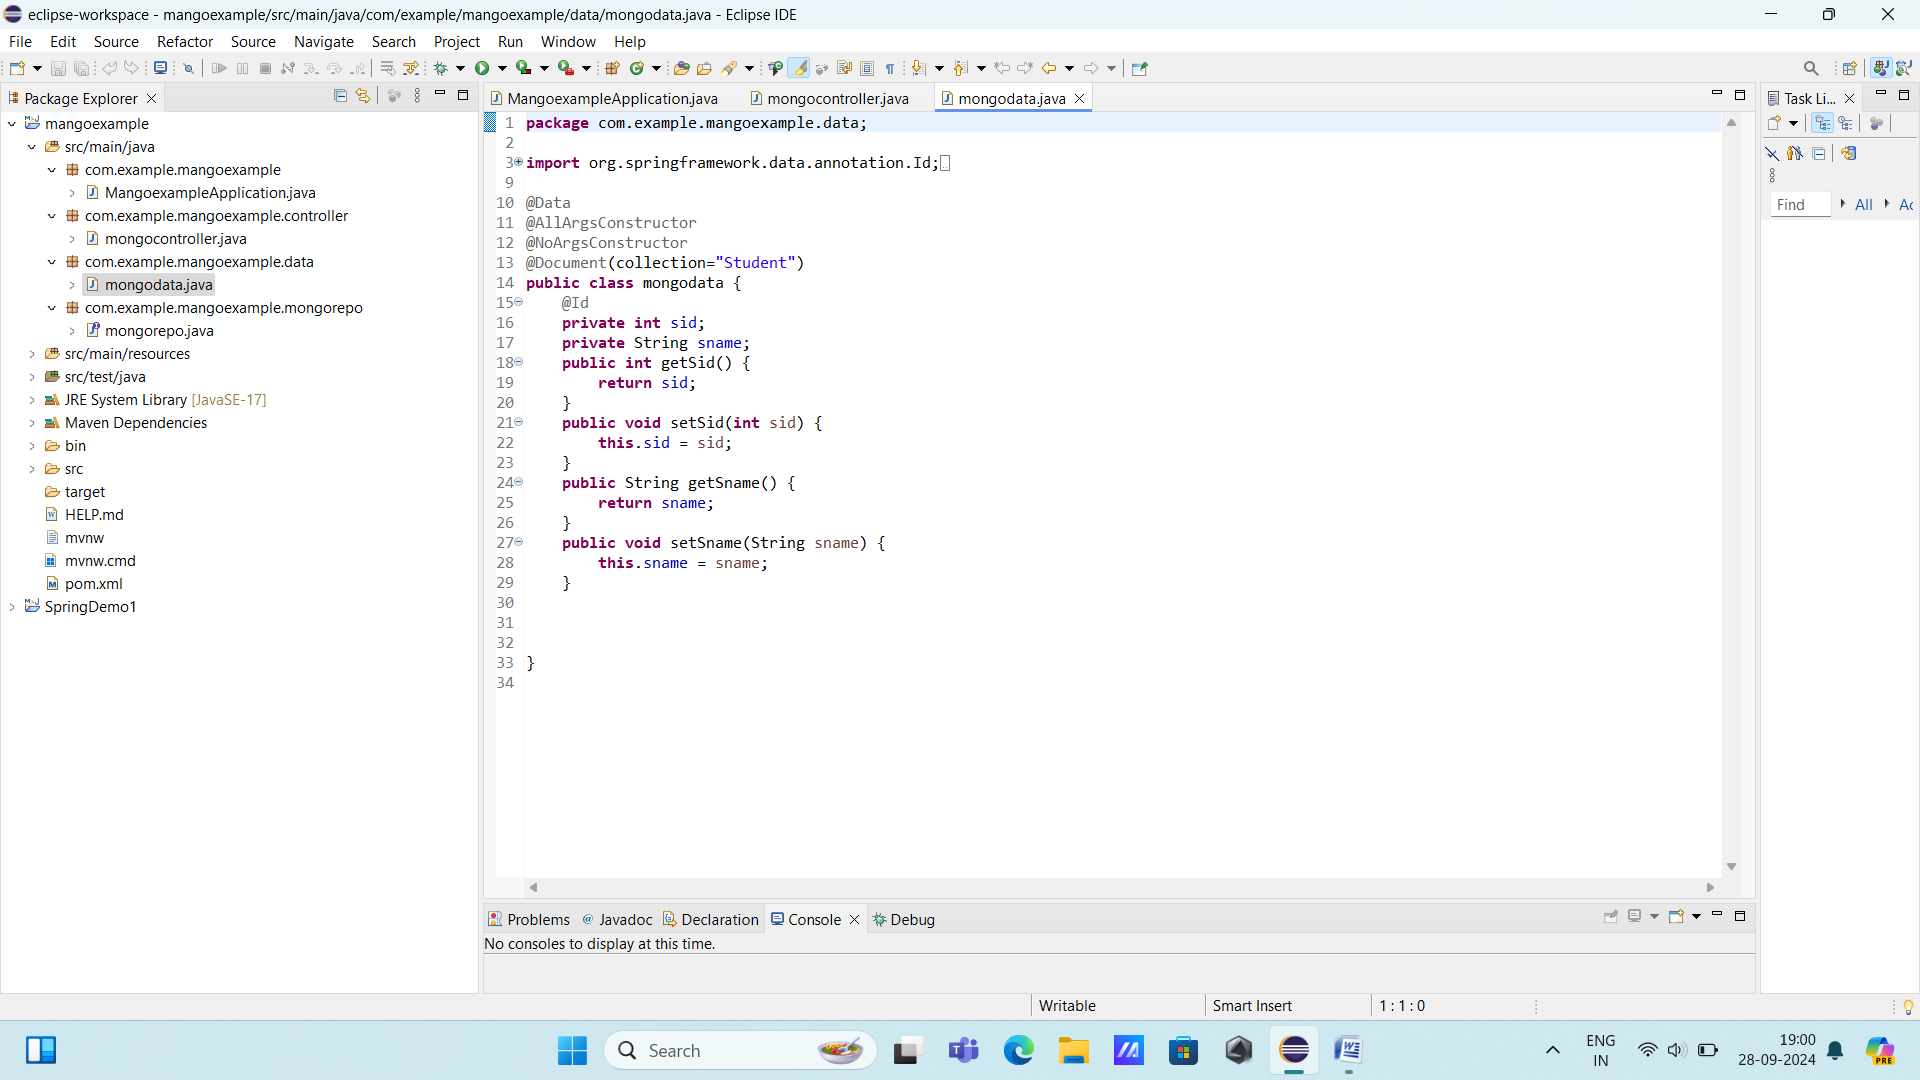 eclipse-workspace - mangoexample/src/main/java/com/example/mangoexample/data/mongodata.java - Eclipse IDE
File Edit Source Refactor Source Navigate Search Project Run Window Help
Package Explorer
mangoexample
src/main/java
com.example.mangoexample
MangoexampleApplication.java
com.example.mangoexample.controller
mongocontroller.java
com.example.mangoexample.data
mongodata.java
com.example.mangoexample.mongorepo
mongorepo.java
src/main/resources
src/test/java
JRE System Library [JavaSE-17]
Maven Dependencies
bin
src
target
HELP.md
mvnw
mvnw.cmd
pom.xml
SpringDemo1
MangoexampleApplication.java mongocontroller.java mongodata.java
1 package com.example.mangoexample.data;
2
3 import org.springframework.data.annotation.Id;
9
10 @Data
11 @AllArgsConstructor
12 @NoArgsConstructor
13 @Document(collection="Student")
14 public class mongodata {
15 @Id
16 private int sid;
17 private String sname;
18 public int getSid() {
19 return sid;
20 }
21 public void setSid(int sid) {
22 this.sid = sid;
23 }
24 public String getSname() {
25 return sname;
26 }
27 public void setSname(String sname) {
28 this.sname = sname;
29 }
30
31
32
33 }
34
Task Li...
Find All Ac
Problems Javadoc Declaration Console Debug
No consoles to display at this time.
Writable Smart Insert 1 : 1 : 0
Search
ENG
IN
19:00
28-09-2024
PRE